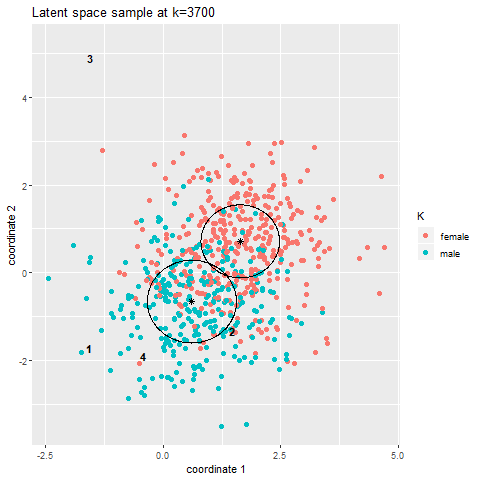 Latent space sample at k=3700
3
4
2
0
-2
1
4
2
-2.5
0.0
2.5
5.0
coordinate 1
coordinate 2
K
female
male